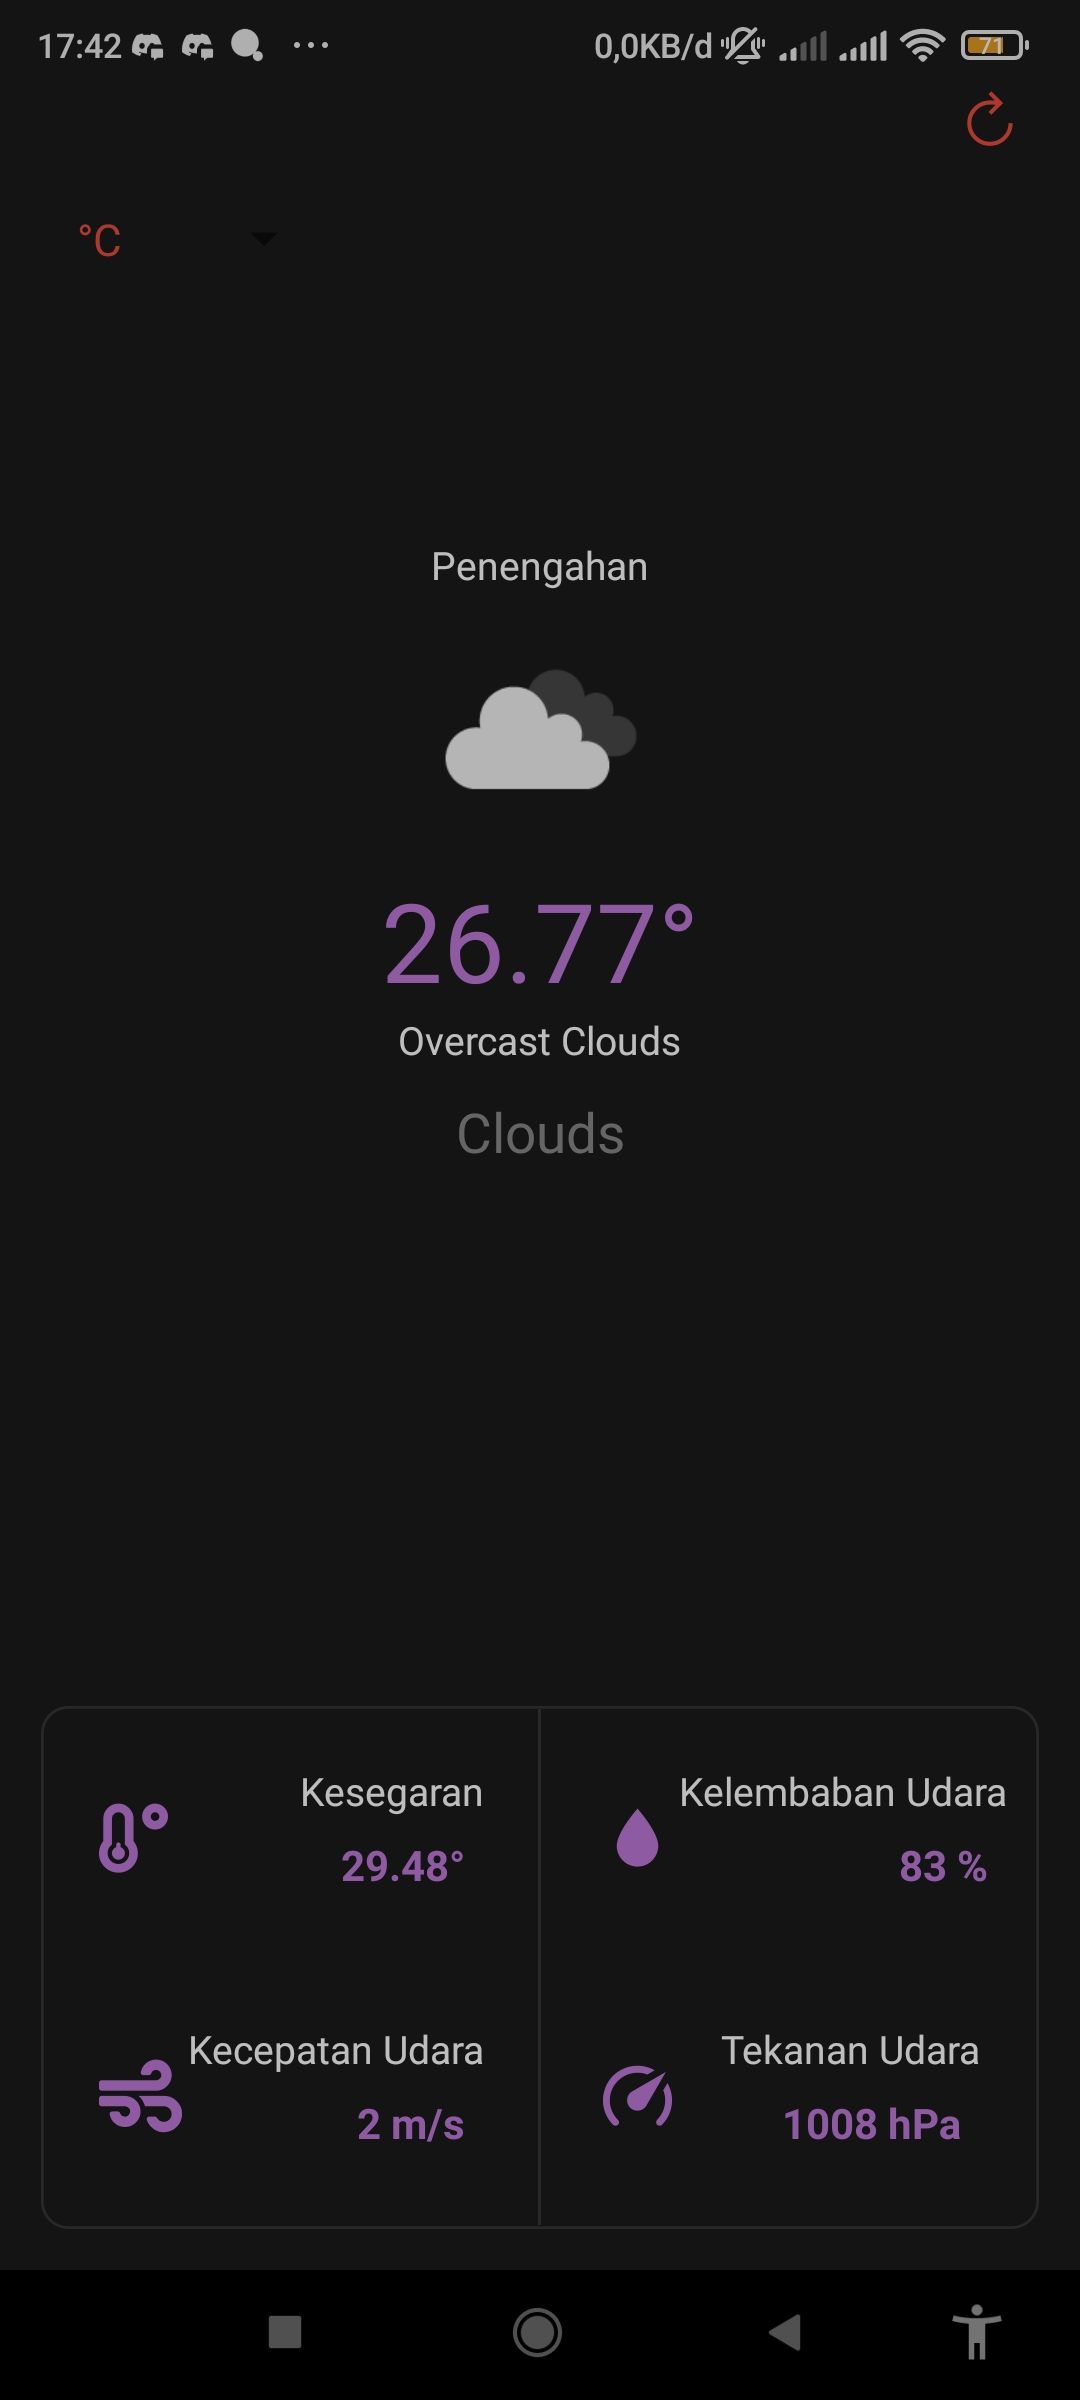 17:42 ... 0,0KB/d 71
°C
Penengahan
26.77°
Overcast Clouds
Clouds
Kesegaran
29.48°
Kelembaban Udara
83 %
Kecepatan Udara
2 m/s
Tekanan Udara
1008 hPa